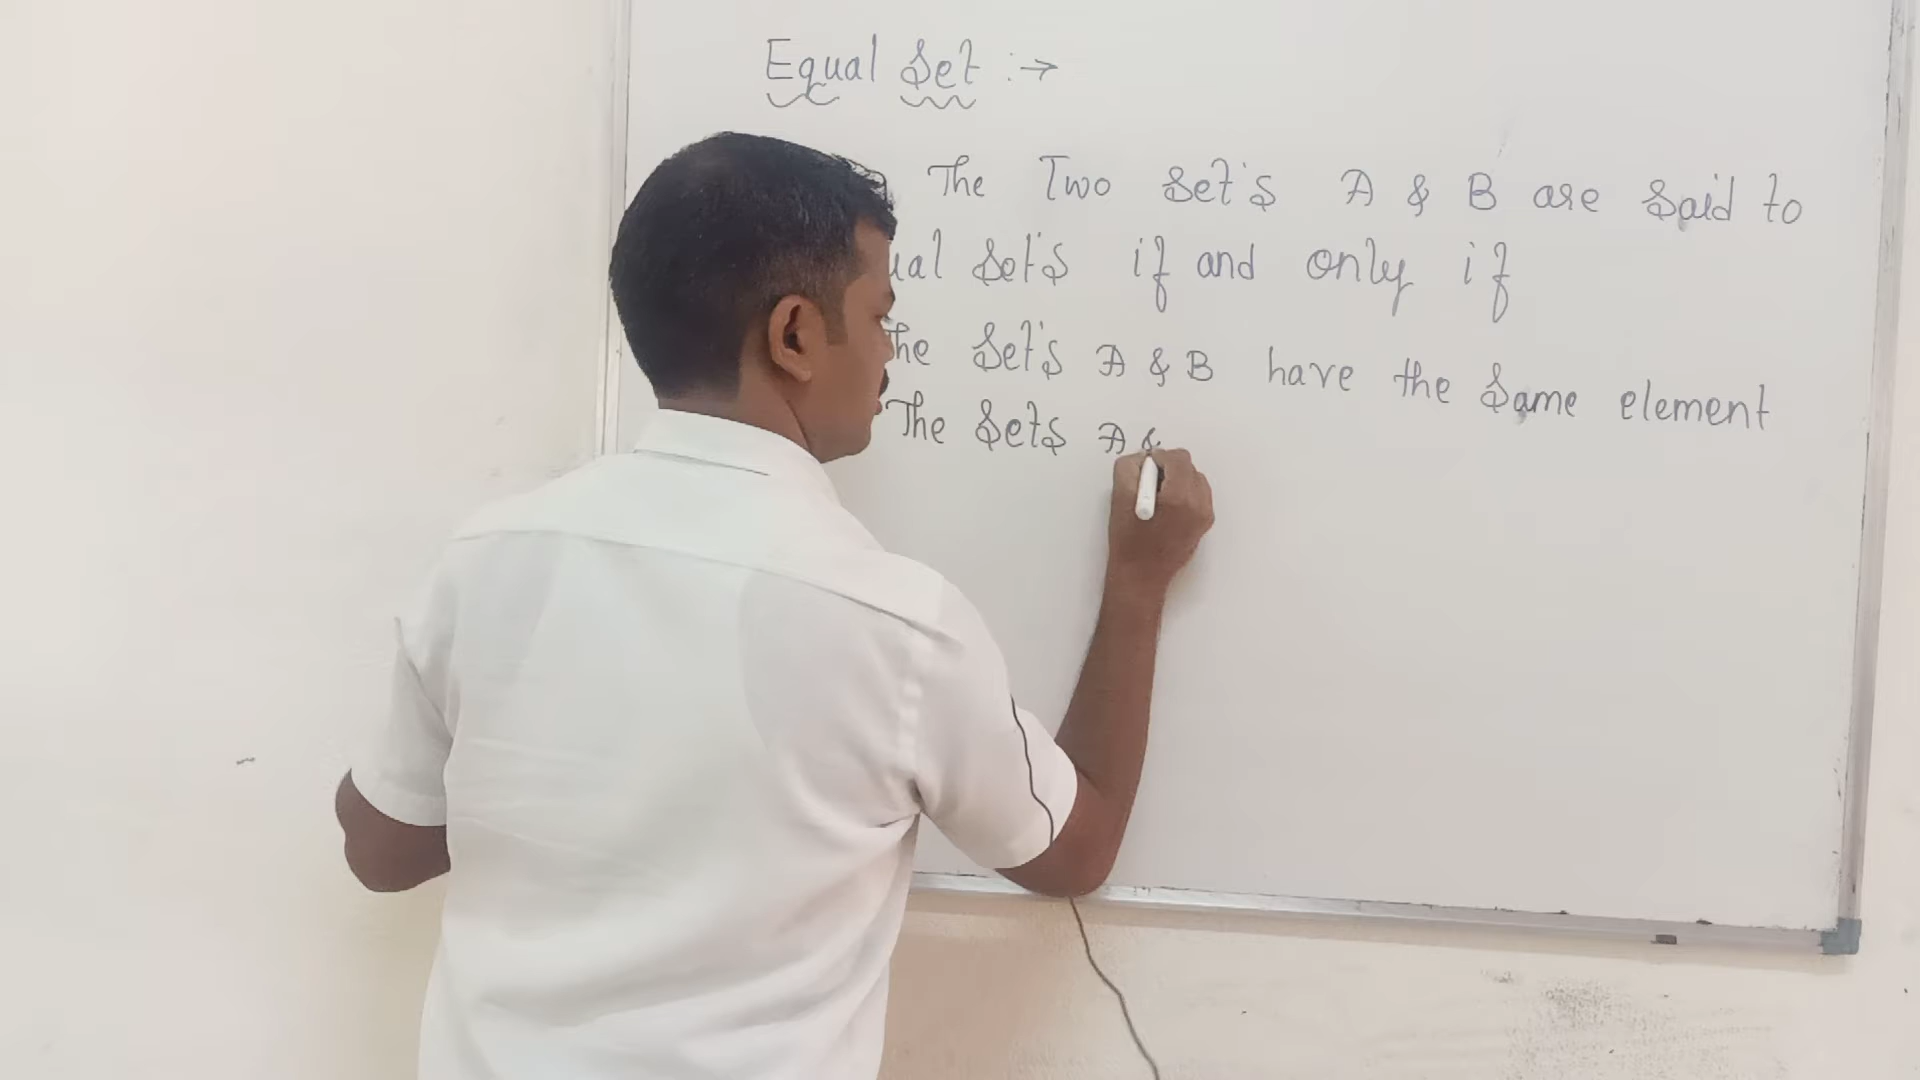 Equal Set :→
The Two Set's A & B are Said to
ual Set's if and only if
he Set's A & B have the Same element
The Sets A &